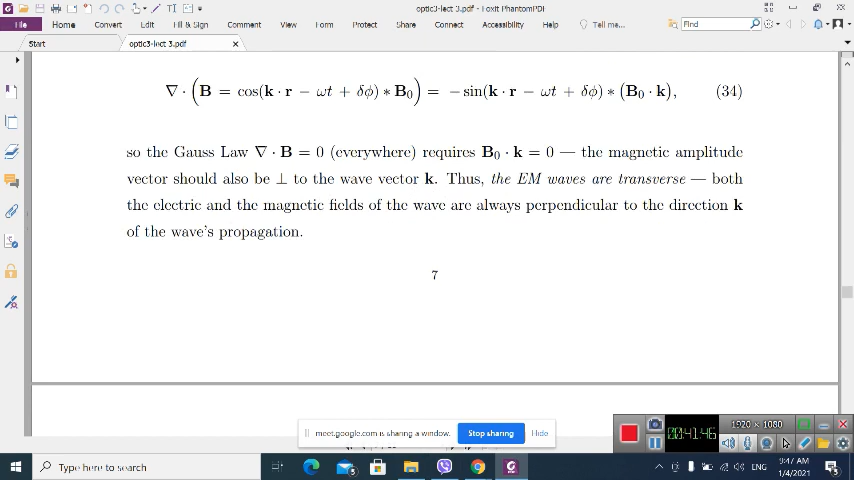 optic3-lect 3.pdf - Foxit PhantomPDF
File Home Convert Edit Fill & Sign Comment View Form Protect Share Connect Accessibility Help Tell me... Find
Start optic3-lect 3.pdf
∇ · (B = cos(k · r − ωt + δϕ) * B₀) = − sin(k · r − ωt + δϕ) * (B₀ · k), (34)
so the Gauss Law ∇ · B = 0 (everywhere) requires B₀ · k = 0 — the magnetic amplitude
vector should also be ⊥ to the wave vector k. Thus, the EM waves are transverse — both
the electric and the magnetic fields of the wave are always perpendicular to the direction k
of the wave's propagation.
7
meet.google.com is sharing a window. Stop sharing Hide
00:41:46
1920 × 1080
Type here to search
ENG
9:47 AM
1/4/2021